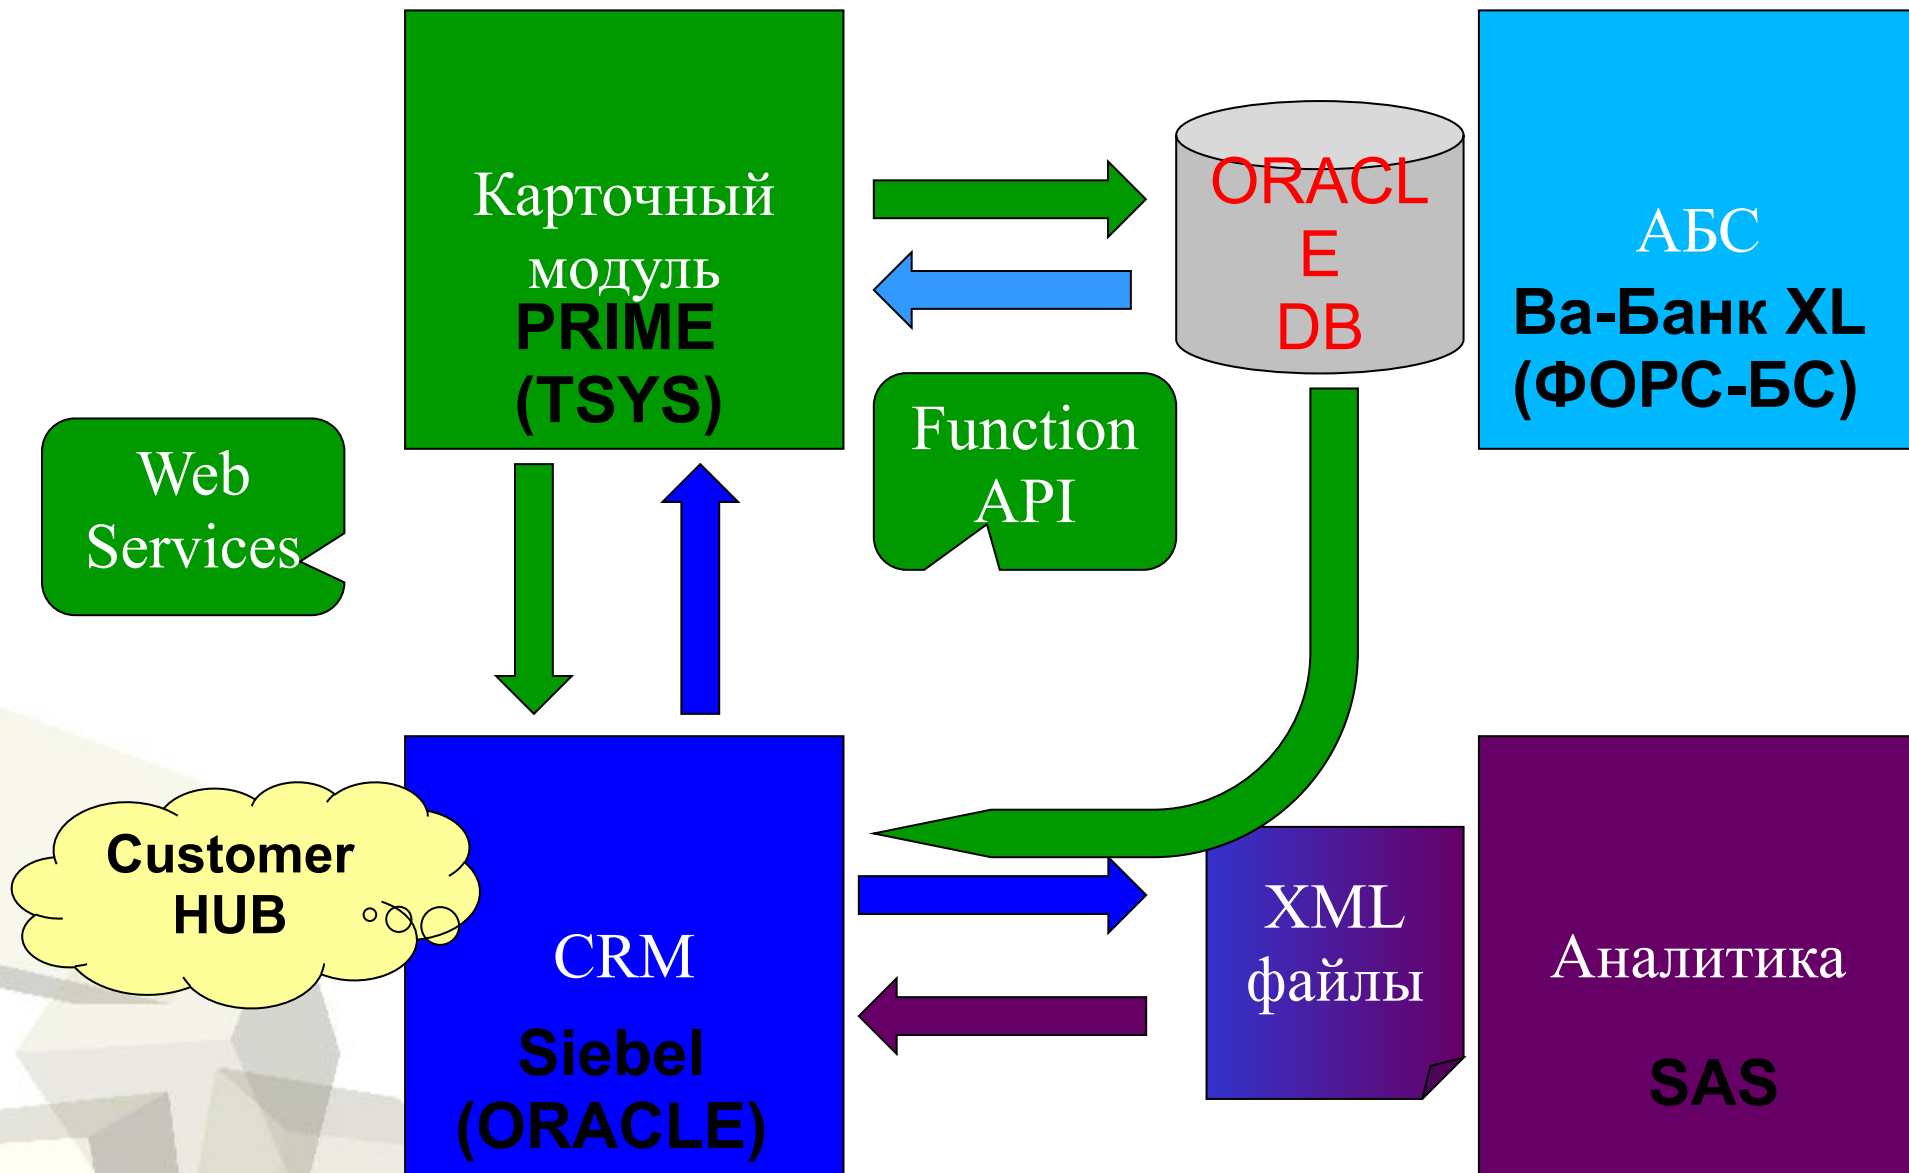 Карточный
модуль
PRIME
(TSYS)
ORACL
E
DB
АБС
Ва-Банк XL
(ФОРС-БС)
Web
Services
Function
API
Customer
HUB
CRM
Siebel
(ORACLE)
XML
файлы
Аналитика
SAS